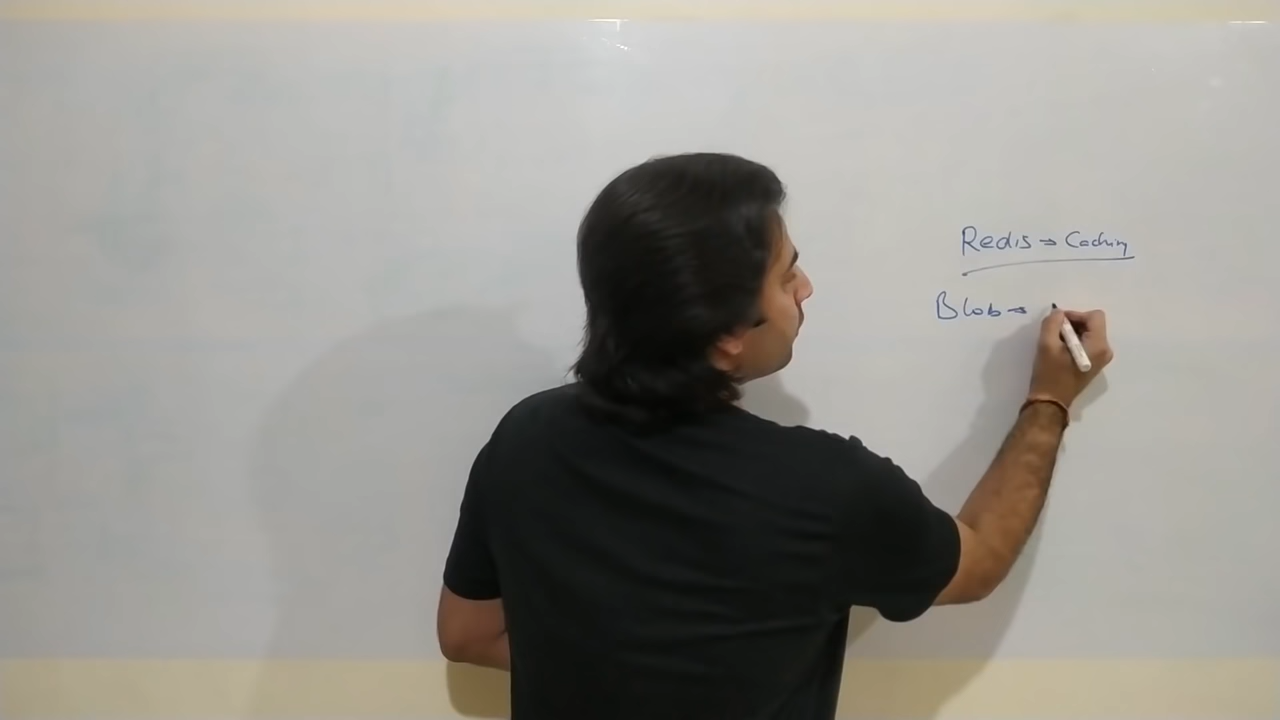 Redis → Caching
Blob →